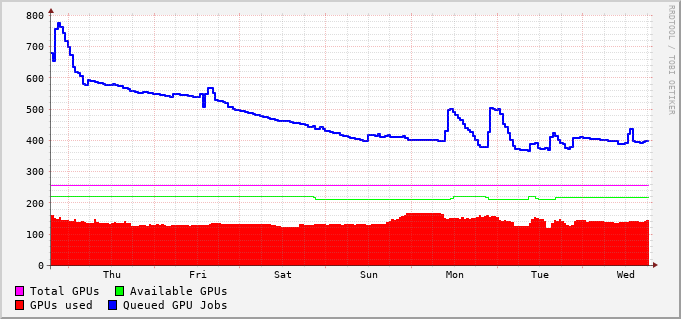 800
700
600
500
400
300
200
100
0
Thu Fri Sat Sun Mon Tue Wed
Total GPUs Available GPUs
GPUs used Queued GPU Jobs
RRDTOOL / TOBI OETIKER